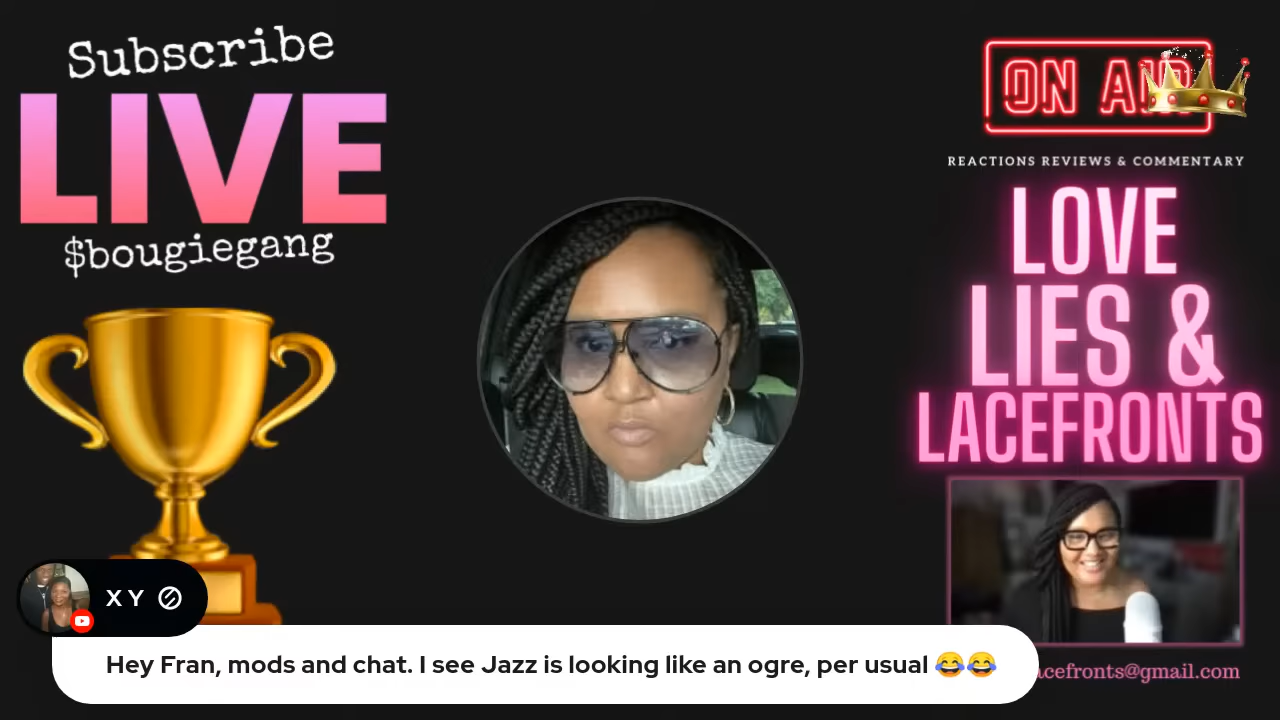 Subscribe
LIVE
$bougiegang
ON AIR
REACTIONS REVIEWS & COMMENTARY
LOVE
LIES &
LACEFRONTS
X Y
Hey Fran, mods and chat. I see Jazz is looking like an ogre, per usual 😂😂
cefronts@gmail.com